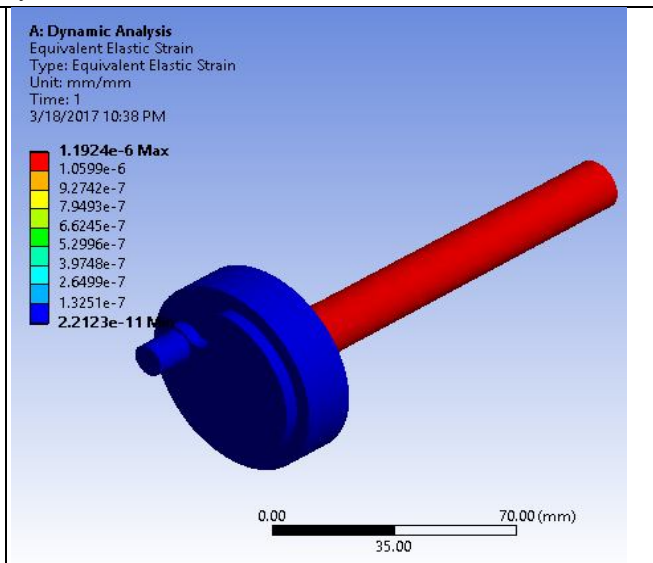 A: Dynamic Analysis
Equivalent Elastic Strain
Type: Equivalent Elastic Strain
Unit: mm/mm
Time: 1
3/18/2017 10:38 PM
1.1924e-6 Max
1.0599e-6
9.2742e-7
7.9493e-7
6.6245e-7
5.2996e-7
3.9748e-7
2.6499e-7
1.3251e-7
2.2123e-11
0.00 70.00 (mm)
35.00